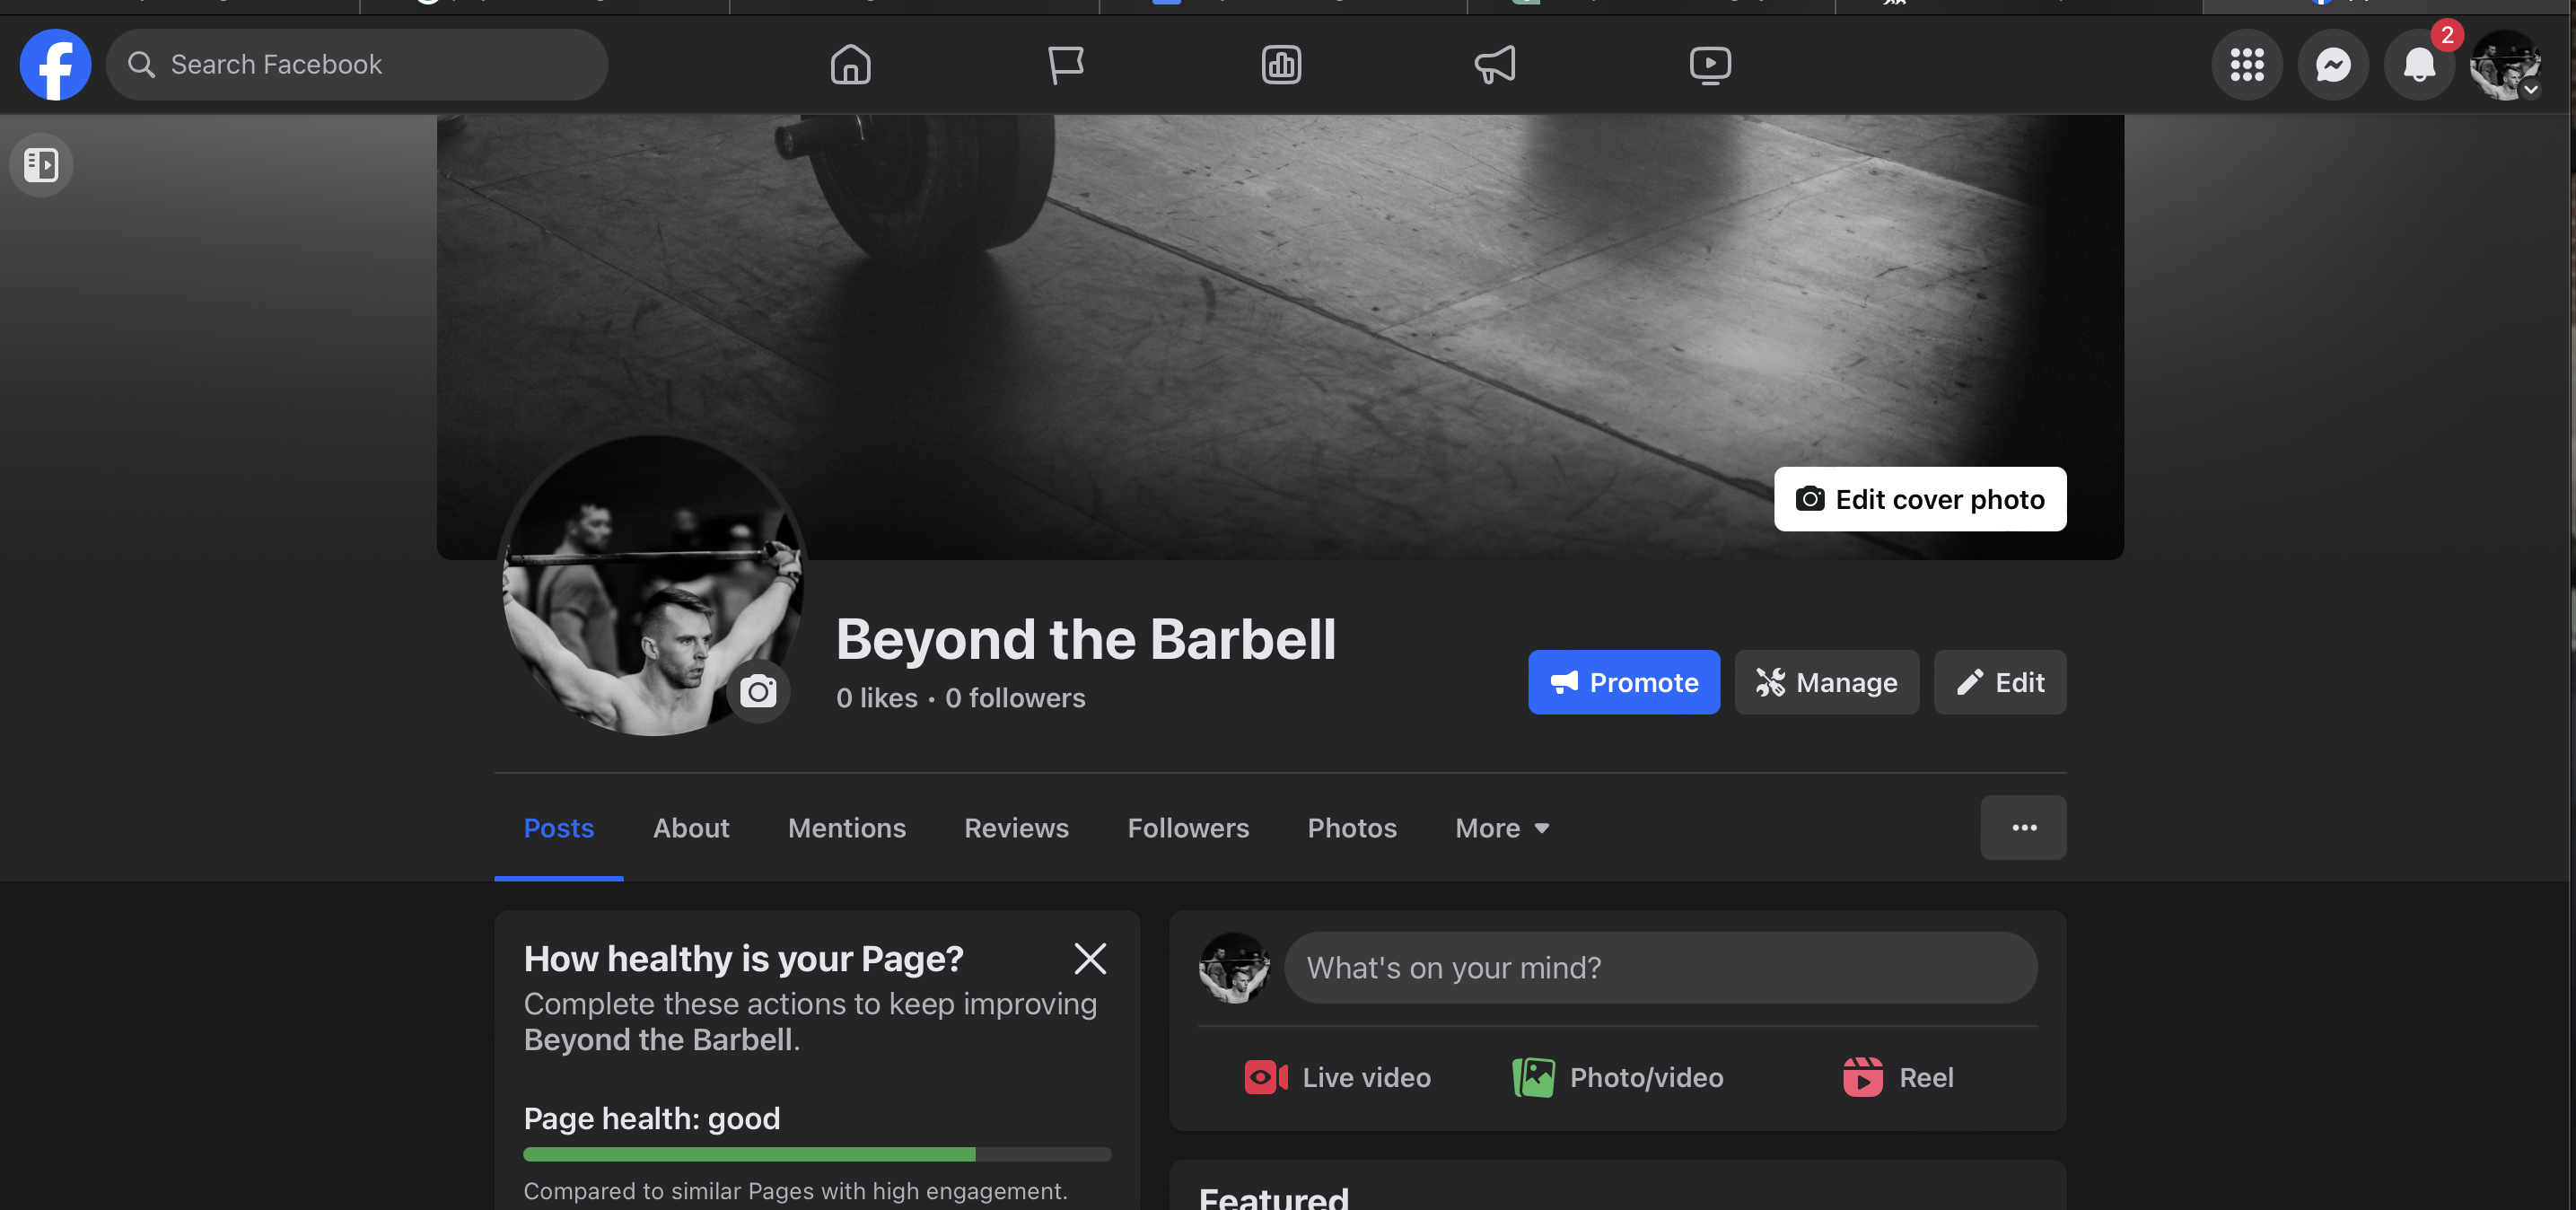 Search Facebook
2
Edit cover photo
Beyond the Barbell
0 likes • 0 followers
Promote
Manage
Edit
Posts
About
Mentions
Reviews
Followers
Photos
More
How healthy is your Page?
Complete these actions to keep improving
Beyond the Barbell.
Page health: good
Compared to similar Pages with high engagement.
What's on your mind?
Live video
Photo/video
Reel
Featured